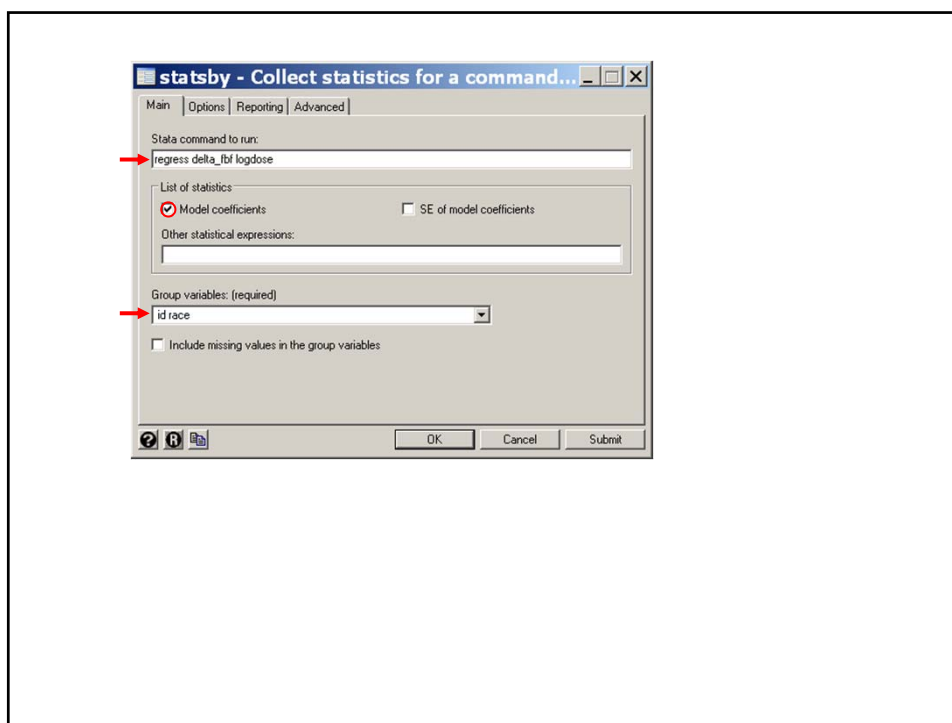 statsby - Collect statistics for a command...
Main Options Reporting Advanced
Stata command to run:
regress delta_fbf logdose
List of statistics
Model coefficients SE of model coefficients
Other statistical expressions:
Group variables: (required)
id race
Include missing values in the group variables
? R OK Cancel Submit